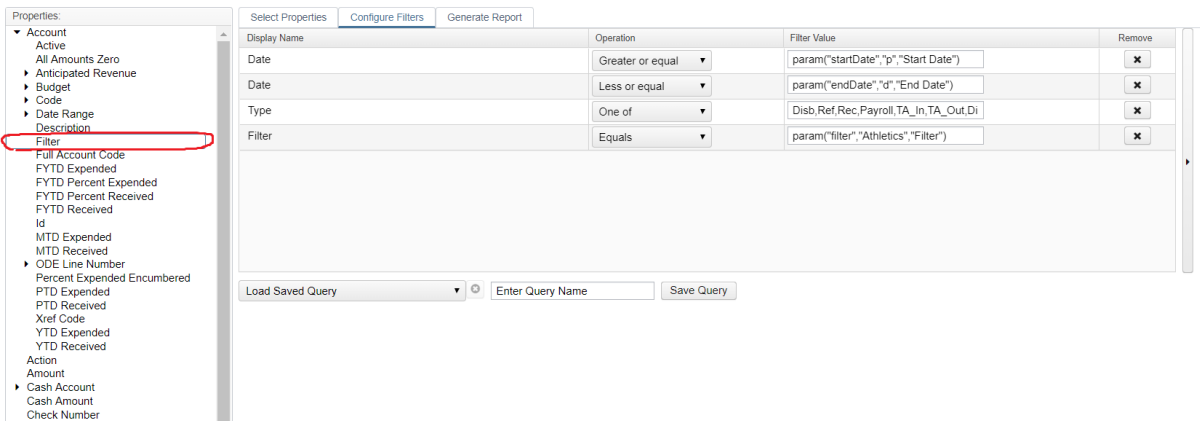 Properties:
Account
Active
All Amounts Zero
Anticipated Revenue
Budget
Code
Date Range
Description
Filter
Full Account Code
FYTD Expended
FYTD Percent Expended
FYTD Percent Received
FYTD Received
Id
MTD Expended
MTD Received
ODE Line Number
Percent Expended Encumbered
PTD Expended
PTD Received
Xref Code
YTD Expended
YTD Received
Action
Amount
Cash Account
Cash Amount
Check Number
Select Properties Configure Filters Generate Report
Display Name Operation Filter Value Remove
Date Greater or equal param("startDate","p","Start Date")
Date Less or equal param("endDate","d","End Date")
Type One of Disb,Ref,Rec,Payroll,TA_In,TA_Out,Di
Filter Equals param("filter","Athletics","Filter")
Load Saved Query Enter Query Name Save Query